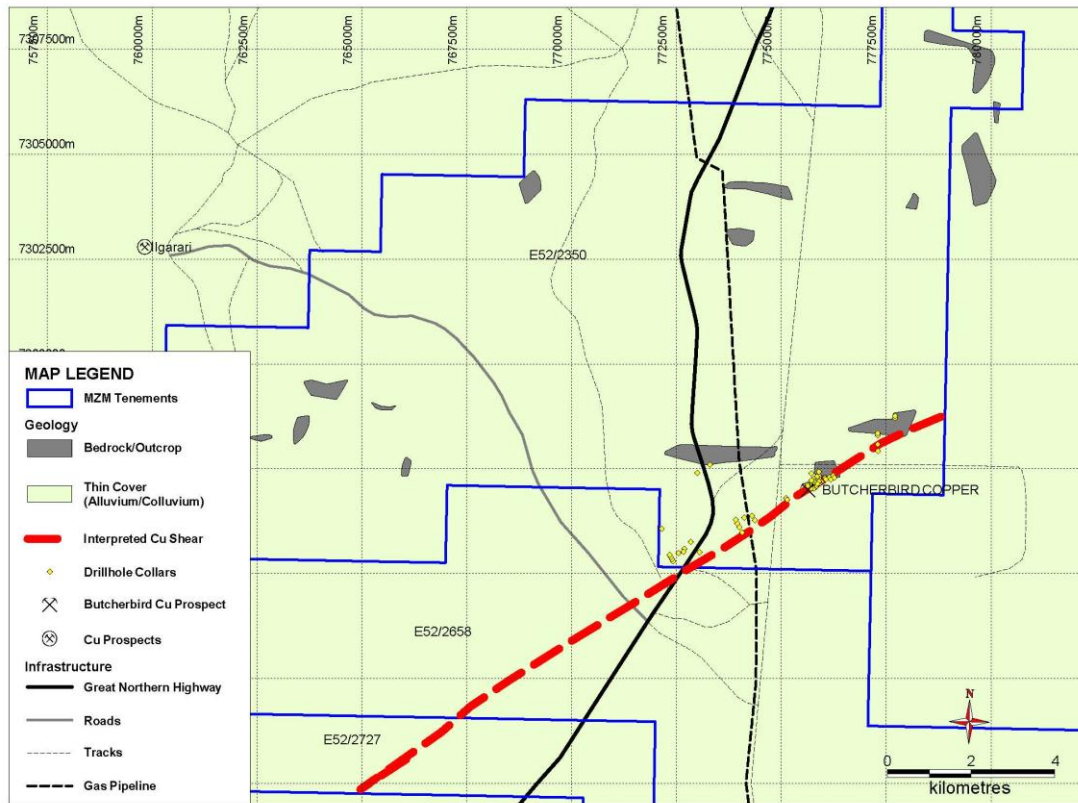 757500m
760000m
762500m
765000m
767500m
770000m
772500m
775000m
777500m
780000m
7307500m
7305000m
7302500m
Ilgarari
E52/2350
BUTCHERBIRD COPPER
E52/2658
E52/2727
MAP LEGEND
MZM Tenements
Geology
Bedrock/Outcrop
Thin Cover
(Alluvium/Colluvium)
Interpreted Cu Shear
Drillhole Collars
Butcherbird Cu Prospect
Cu Prospects
Infrastructure
Great Northern Highway
Roads
Tracks
Gas Pipeline
N
0 2 4
kilometres